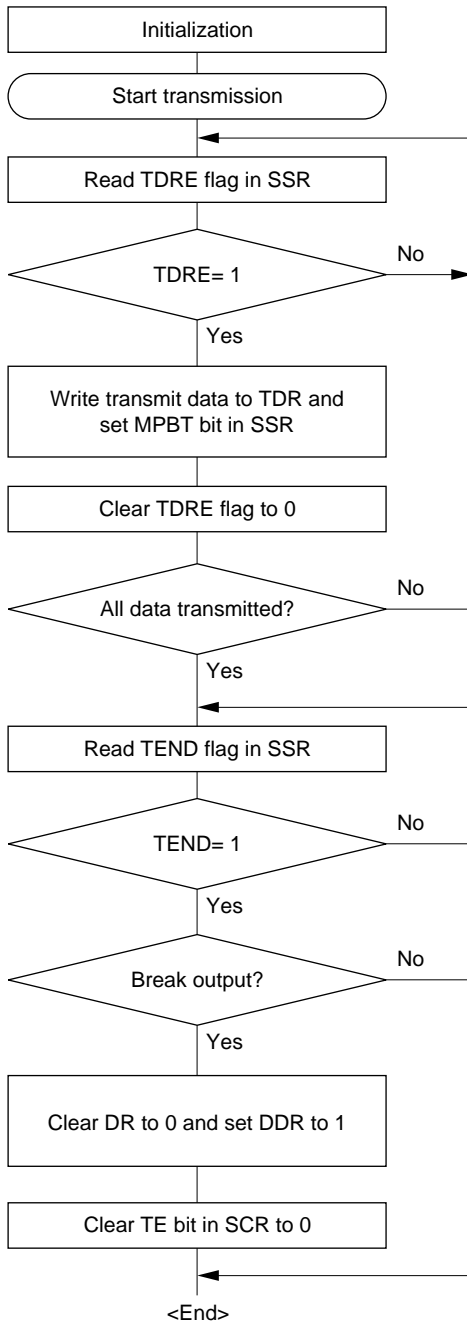 Initialization
Start transmission
Read TDRE flag in SSR
TDRE= 1
No
Yes
Write transmit data to TDR and
set MPBT bit in SSR
Clear TDRE flag to 0
All data transmitted?
No
Yes
Read TEND flag in SSR
TEND= 1
No
Yes
Break output?
No
Yes
Clear DR to 0 and set DDR to 1
Clear TE bit in SCR to 0
<End>